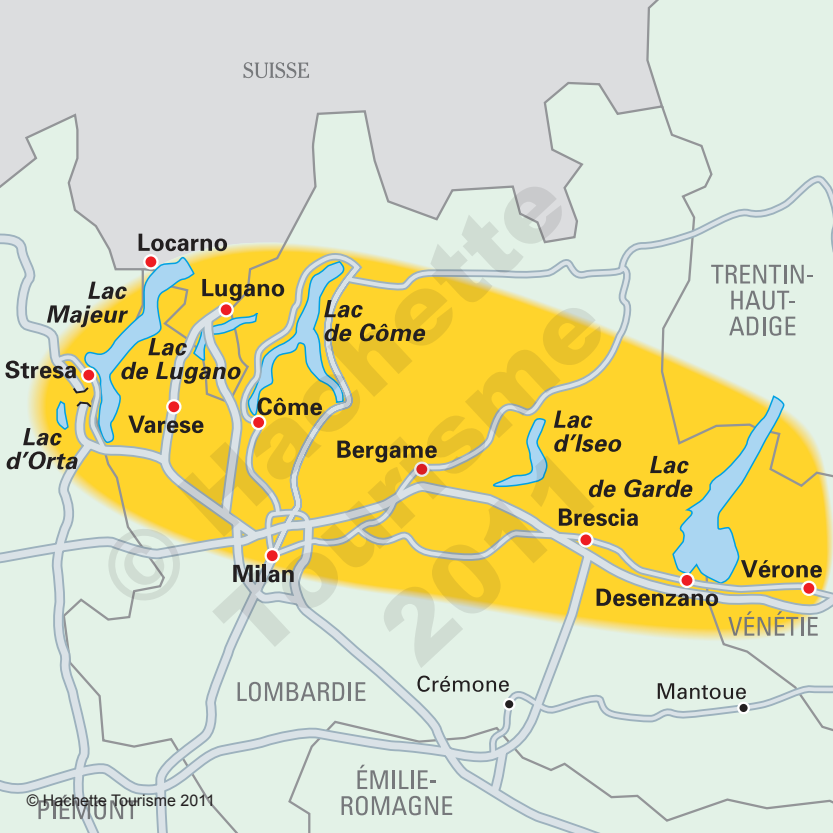 SUISSE
Locarno
Lac
Majeur
Lugano
Lac
de Côme
TRENTIN-
HAUT-
ADIGE
Stresa
Lac
de Lugano
Varese
Côme
Lac
d'Orta
Bergame
Lac
d'Iseo
Lac
de Garde
Brescia
Milan
Desenzano
Vérone
VÉNÉTIE
LOMBARDIE
Crémone
Mantoue
ÉMILIE-
ROMAGNE
PIÉMONT
© Hachette Tourisme 2011
© Hachette
Tourisme
2011